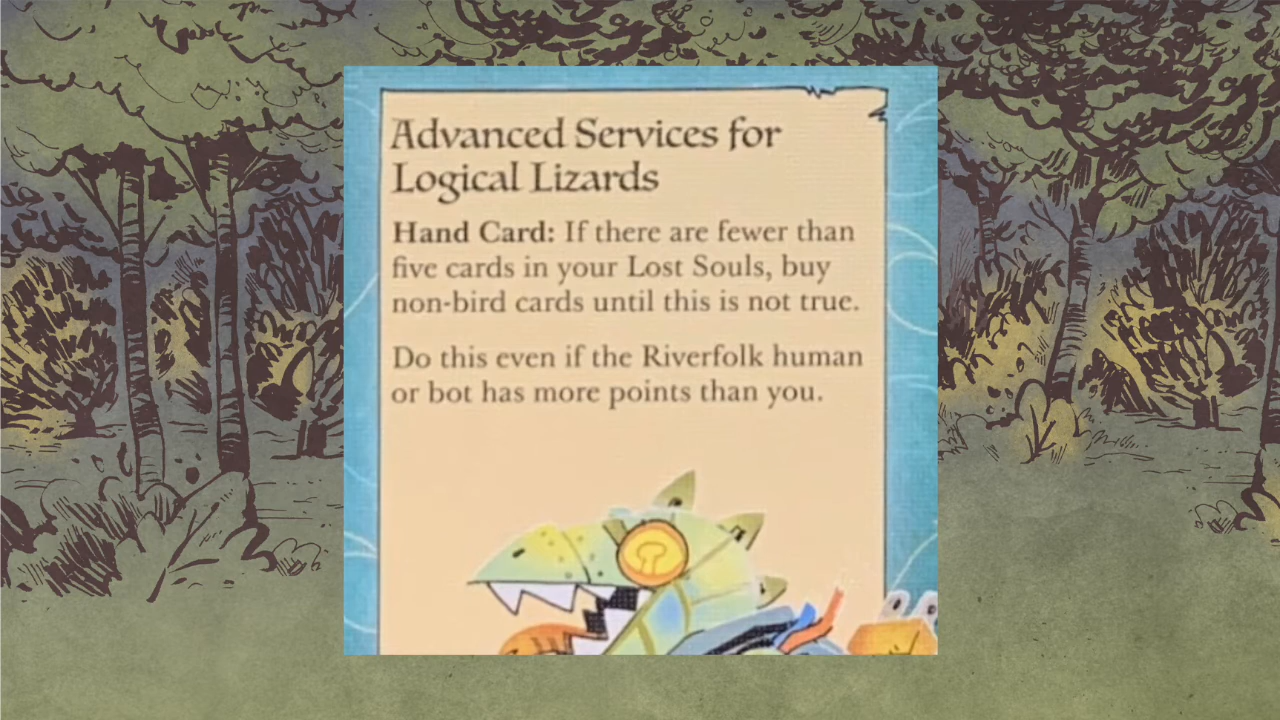 Advanced Services for
Logical Lizards
Hand Card: If there are fewer than
five cards in your Lost Souls, buy
non-bird cards until this is not true.
Do this even if the Riverfolk human
or bot has more points than you.